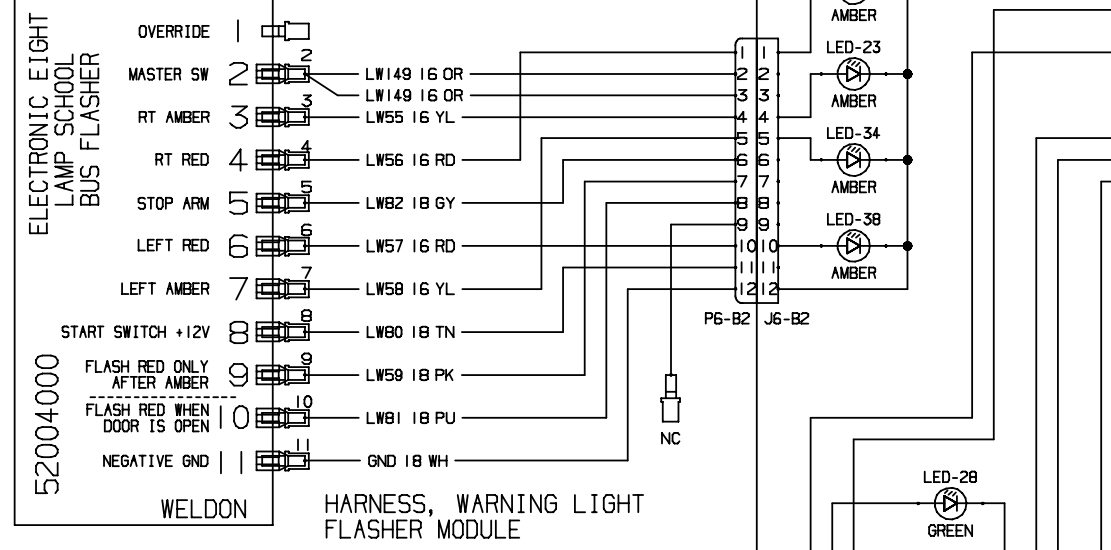 ELECTRONIC EIGHT
LAMP SCHOOL
BUS FLASHER
52004000
OVERRIDE 1
MASTER SW 2 2 LW149 16 OR
LW149 16 OR
RT AMBER 3 3 LW55 16 YL
RT RED 4 4 LW56 16 RD
STOP ARM 5 5 LW82 18 GY
LEFT RED 6 6 LW57 16 RD
LEFT AMBER 7 7 LW58 16 YL
START SWITCH +12V 8 8 LW80 18 TN
FLASH RED ONLY
AFTER AMBER 9 9 LW59 18 PK
FLASH RED WHEN
DOOR IS OPEN 10 10 LW81 18 PU
NEGATIVE GND 11 11 GND 18 WH
WELDON
HARNESS, WARNING LIGHT
FLASHER MODULE
1 1
2 2
3 3
4 4
5 5
6 6
7 7
8 8
9 9
10 10
11 11
12 12
P6-B2 J6-B2
NC
AMBER
LED-23
AMBER
LED-34
AMBER
LED-38
AMBER
LED-28
GREEN